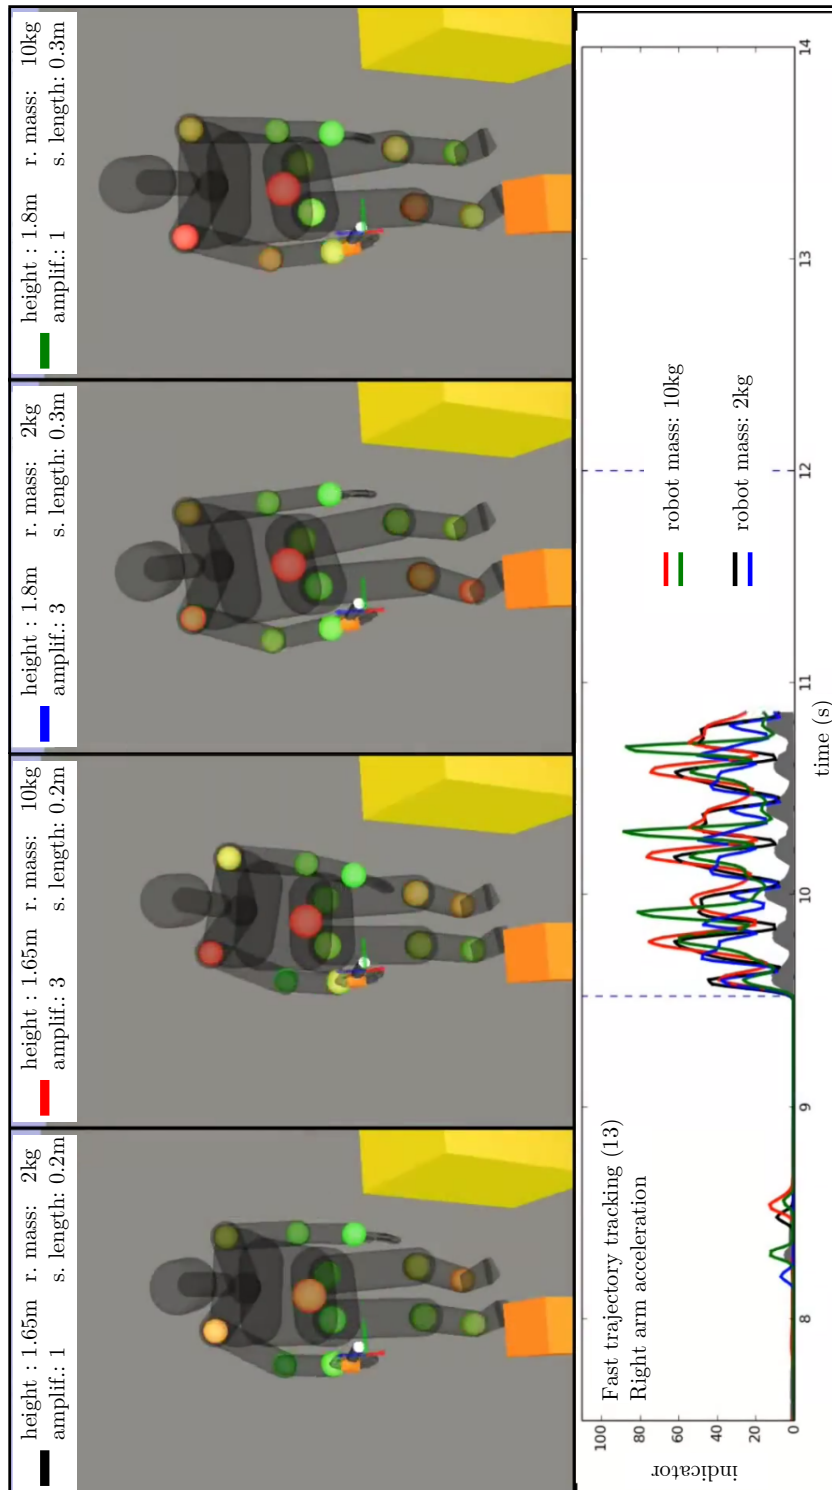 height : 1.65m r. mass: 2kg
amplif.: 1 s. length: 0.2m
height : 1.65m r. mass: 10kg
amplif.: 3 s. length: 0.2m
height : 1.8m r. mass: 2kg
amplif.: 3 s. length: 0.3m
height : 1.8m r. mass: 10kg
amplif.: 1 s. length: 0.3m
indicator
100
80
60
40
20
0
Fast trajectory tracking (13)
Right arm acceleration
robot mass: 10kg
robot mass: 2kg
8
9
10
11
12
13
14
time (s)